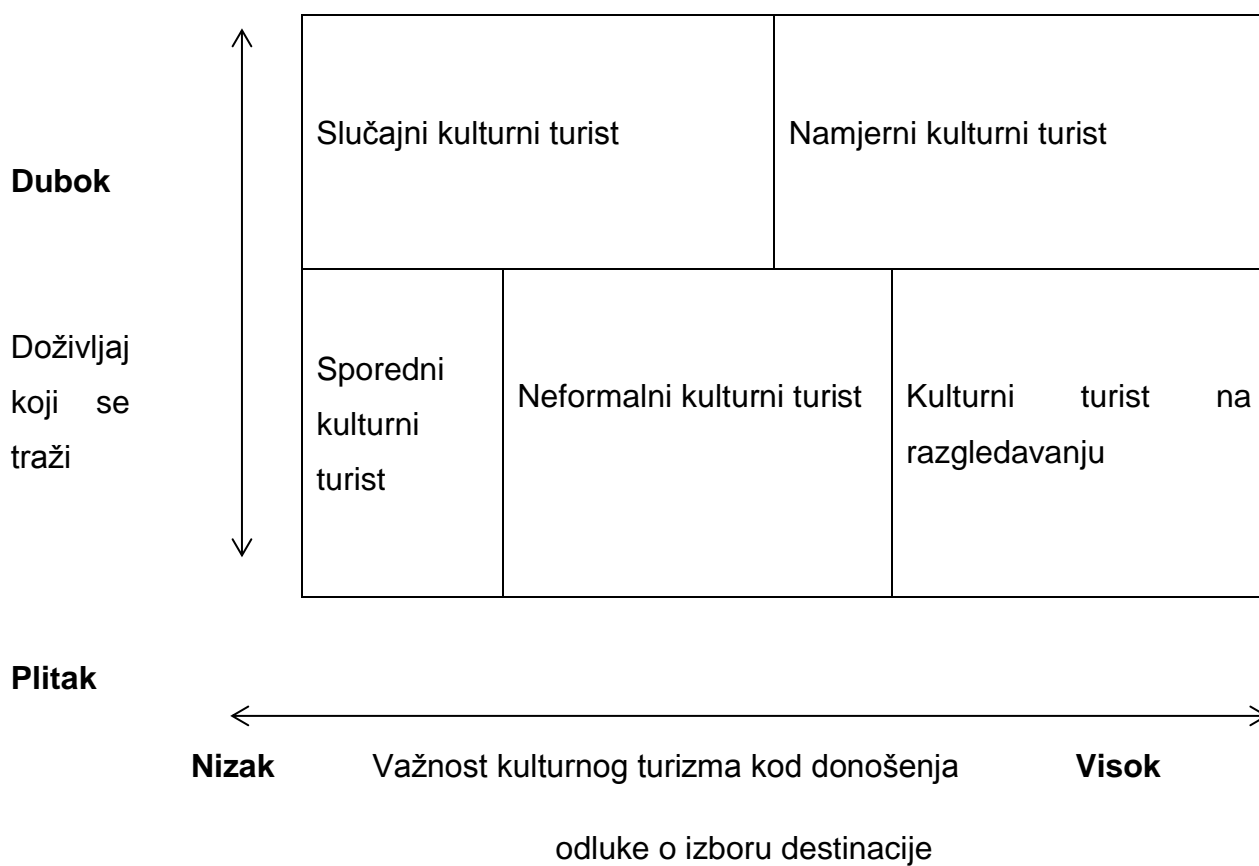 Slučajni kulturni turist
Namjerni kulturni turist
Dubok
Doživljaj
koji se
traži
Sporedni
kulturni
turist
Neformalni kulturni turist
Kulturni turist na
razgledavanju
Plitak
Nizak
Važnost kulturnog turizma kod donošenja
Visok
odluke o izboru destinacije